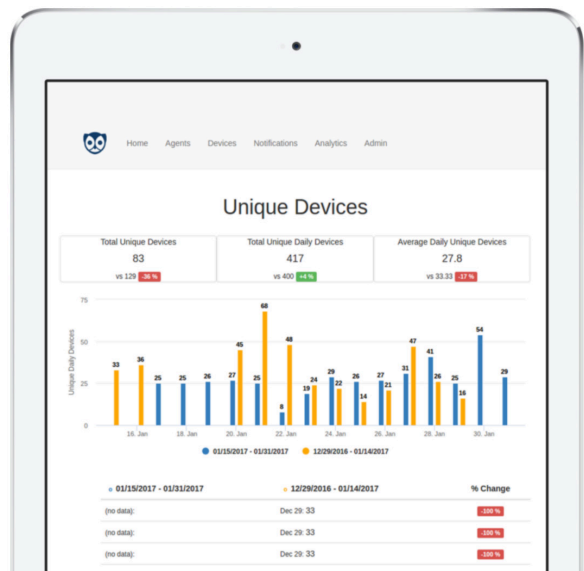 Home Agents Devices Notifications Analytics Admin
Unique Devices
Total Unique Devices
83
vs 129 -36 %
Total Unique Daily Devices
417
vs 400 +4 %
Average Daily Unique Devices
27.8
vs 33.33 -17 %
Unique Daily Devices
75
50
25
0
33 36 25 25 26 27 45 25 68 8 48 19 24 29 22 26 14 27 21 31 47 41 26 25 16 54 29
16. Jan 18. Jan 20. Jan 22. Jan 24. Jan 26. Jan 28. Jan 30. Jan
01/15/2017 - 01/31/2017 12/29/2016 - 01/14/2017
01/15/2017 - 01/31/2017 12/29/2016 - 01/14/2017 % Change
(no data): Dec 29: 33 -100 %
(no data): Dec 29: 33 -100 %
(no data): Dec 29: 33 -100 %